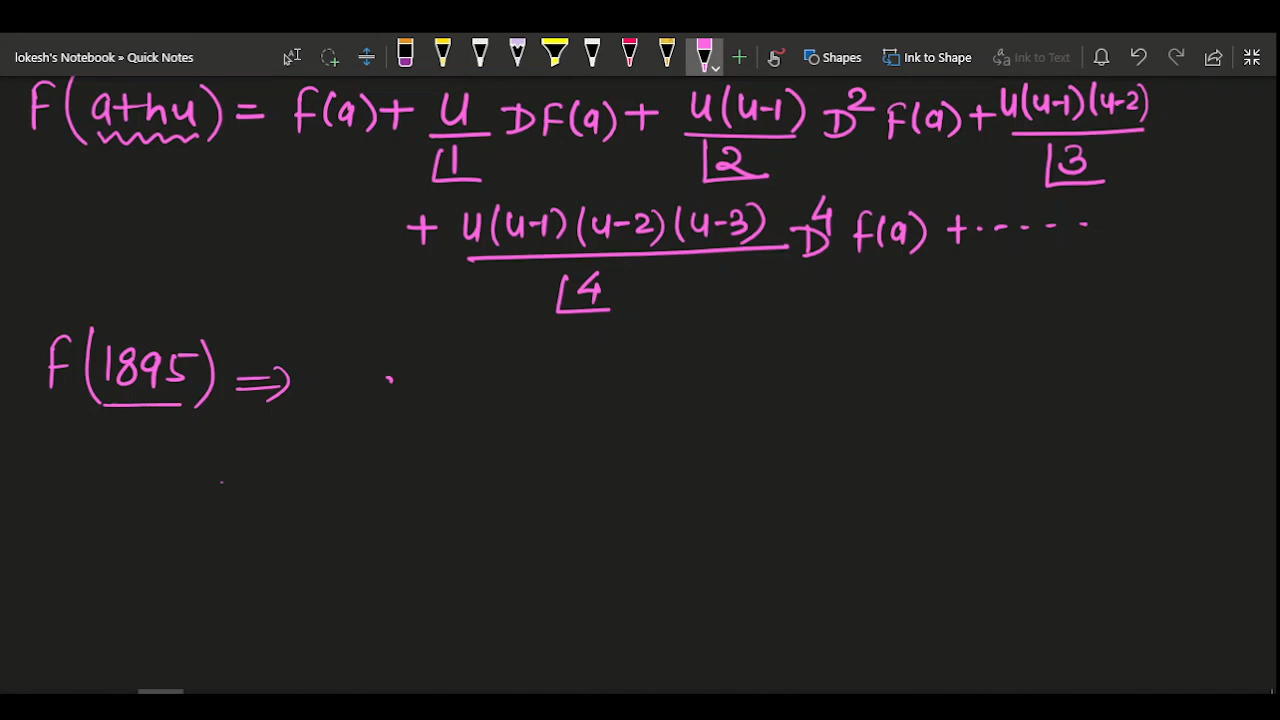 lokesh's Notebook » Quick Notes
Shapes
Ink to Shape
Ink to Text
F(a+hu) = f(a)+ u/⌊1 DF(a)+ u(u-1)/⌊2 D² f(a)+ u(u-1)(u-2)/⌊3
+ u(u-1)(u-2)(u-3)/⌊4 D⁴ f(a) +-----
F(1895) ⇒